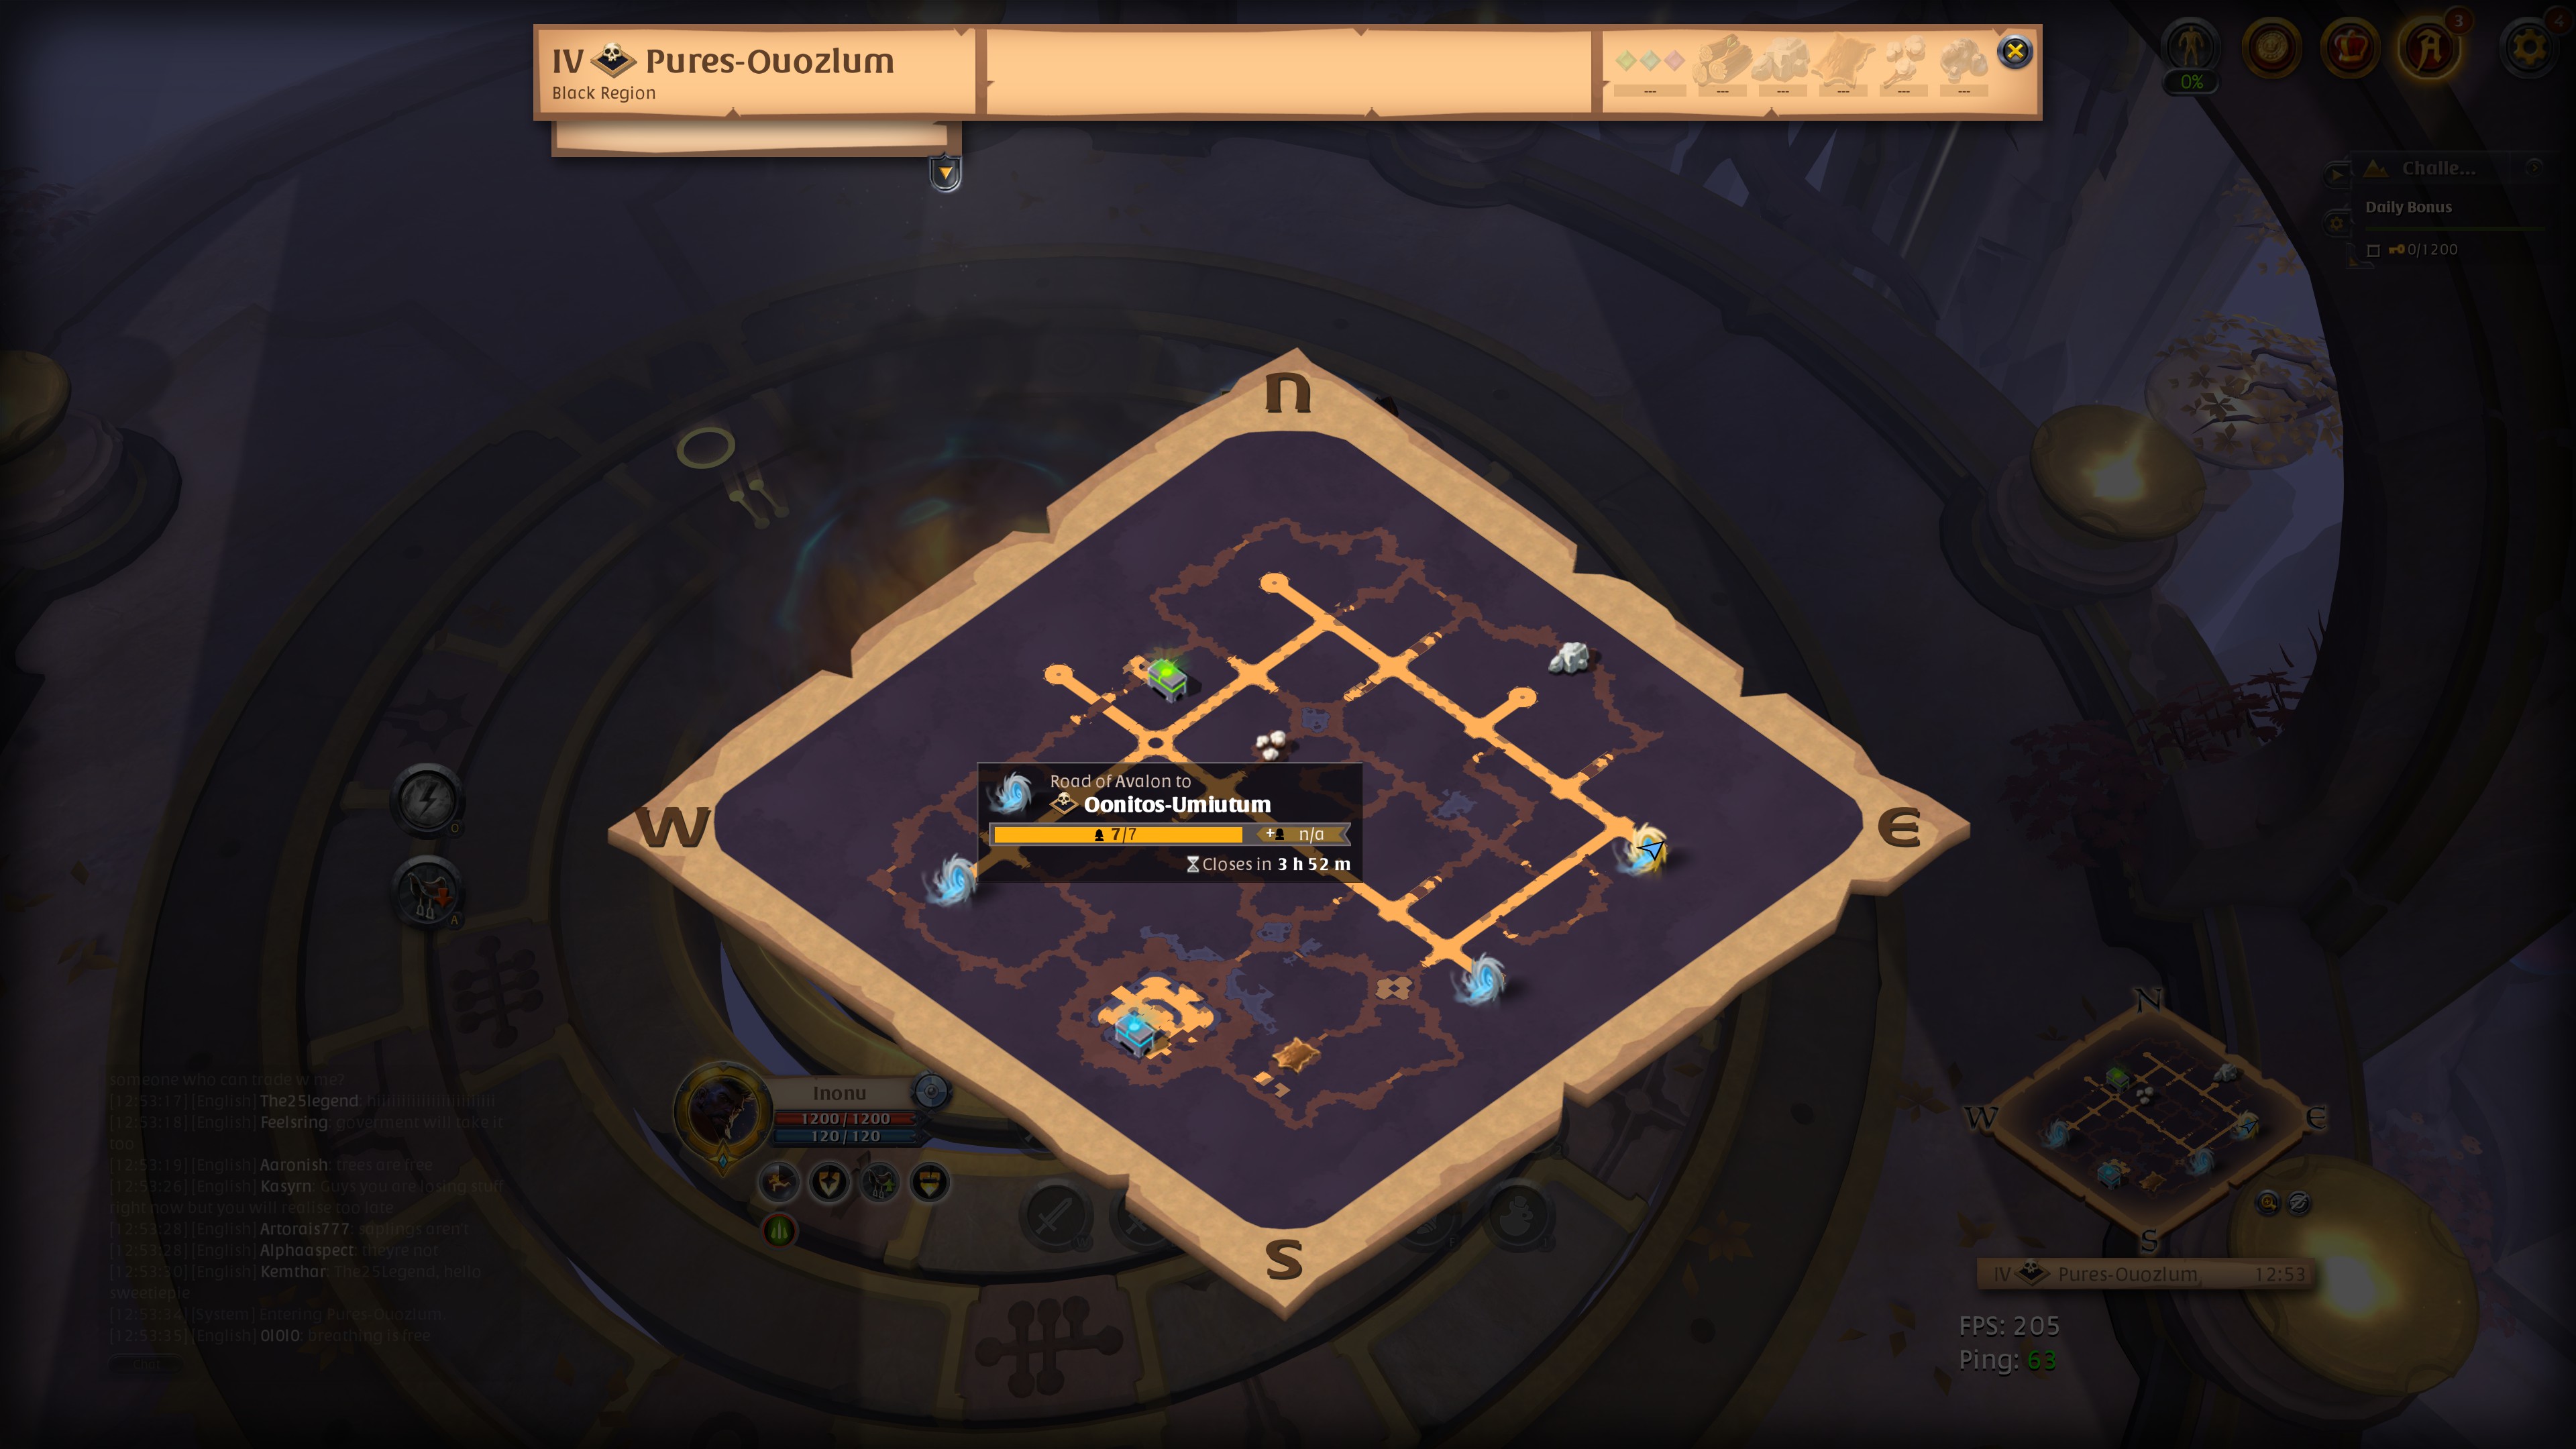 IV Pures-Ouozlum
Black Region
--- --- --- --- --- ---
3
4
0%
Challe...
Daily Bonus
0/1200
N
W
E
S
Road of Avalon to
Oonitos-Umiutum
7/7
+ n/a
Closes in 3 h 52 m
O
A
Inonu
1200/1200
120/120
someone who can trade w me?
[12:53:17][English] The25legend: hiiiiiiiiiiiiiiiiiiiiiii
[12:53:18][English] Feelsring: goverment will take it
too
[12:53:19][English] Aaronish: trees are free
[12:53:26][English] Kasyrn: Guys you are losing stuff
right now but you will realise too late
[12:53:28][English] Artorais777: saplings aren't
[12:53:28][English] Alphaaspect: theyre not
[12:53:30][English] Kemthar: The25Legend, hello
sweetiepie
[12:53:34][System] Entering Pures-Ouozlum.
[12:53:35][English] OIOIO: breathing is free
Chat
N
W
E
S
IV Pures-Ouozlum 12:53
FPS: 205
Ping: 63